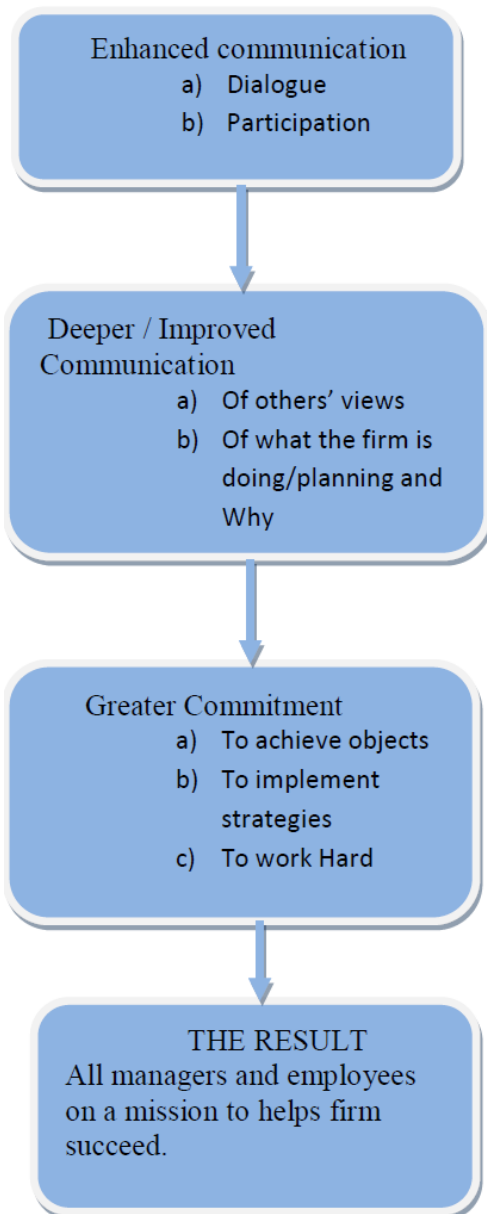 Enhanced communication
a) Dialogue
b) Participation
Deeper / Improved
Communication
a) Of others’ views
b) Of what the firm is
doing/planning and
Why
Greater Commitment
a) To achieve objects
b) To implement
strategies
c) To work Hard
THE RESULT
All managers and employees
on a mission to helps firm
succeed.